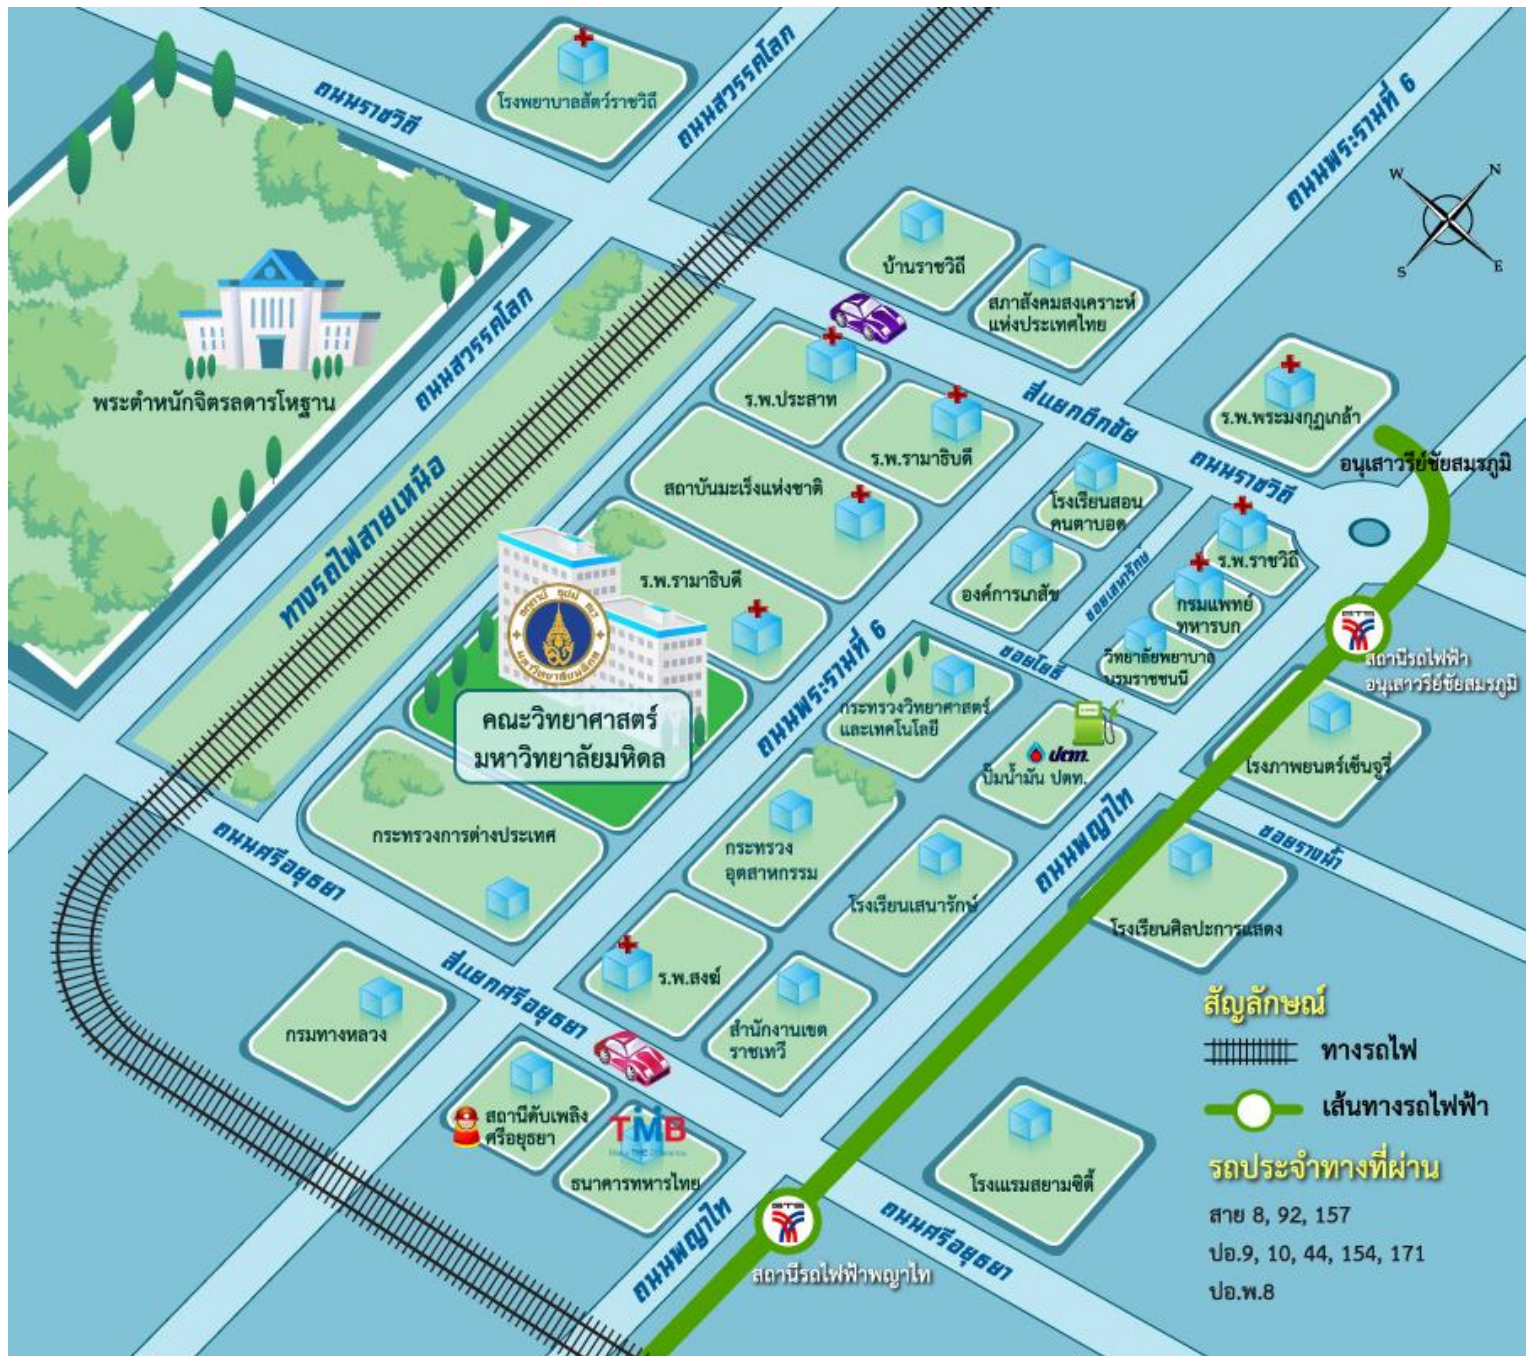 ถนนราชวิถี
โรงพยาบาลสัตว์ราชวิถี
ถนนสวรรคโลก
ถนนพระรามที่ 6
W
N
S
E
บ้านราชวิถี
สภาสังคมสงเคราะห์
แห่งประเทศไทย
พระตำหนักจิตรลดารโหฐาน
ถนนสวรรคโลก
ทางรถไฟสายเหนือ
ร.พ.ประสาท
ร.พ.รามาธิบดี
สี่แยกตึกชัย
ร.พ.พระมงกุฏเกล้า
อนุเสาวรีย์ชัยสมรภูมิ
ถนนราชวิถี
สถาบันมะเร็งแห่งชาติ
โรงเรียนสอน
คนตาบอด
องค์การเภสัช
ซอยเสนารักษ์
ร.พ.ราชวิถี
กรมแพทย์
ทหารบก
วิทยาลัยพยาบาล
บรมราชชนนี
ร.พ.รามาธิบดี
BTS
สถานีรถไฟฟ้า
อนุเสาวรีย์ชัยสมรภูมิ
คณะวิทยาศาสตร์
มหาวิทยาลัยมหิดล
มหาวิทยาลัยมหิดล
ถนนพระรามที่ 6
ซอยโยธี
กระทรวงวิทยาศาสตร์
และเทคโนโลยี
ปตท.
ปั๊มน้ำมัน ปตท.
โรงภาพยนตร์เซ็นจูรี่
กระทรวงการต่างประเทศ
กระทรวง
อุตสาหกรรม
โรงเรียนเสนารักษ์
ถนนพญาไท
ซอยรางน้ำ
โรงเรียนศิลปะการแสดง
ถนนศรีอยุธยา
สี่แยกศรีอยุธยา
ร.พ.สงฆ์
สำนักงานเขต
ราชเทวี
กรมทางหลวง
สถานีดับเพลิง
ศรีอยุธยา
TMB
ธนาคารทหารไทย
โรงแรมสยามซิตี้
ถนนพญาไท
BTS
สถานีรถไฟฟ้าพญาไท
ถนนศรีอยุธยา
สัญลักษณ์
ทางรถไฟ
เส้นทางรถไฟฟ้า
รถประจำทางที่ผ่าน
สาย 8, 92, 157
ปอ.9, 10, 44, 154, 171
ปอ.พ.8